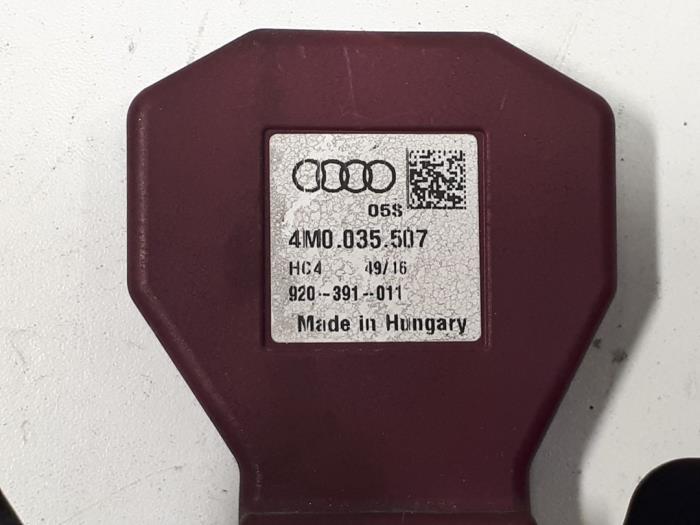 05S
4M0.035.507
HC4 49/16
920-391-011
Made in Hungary